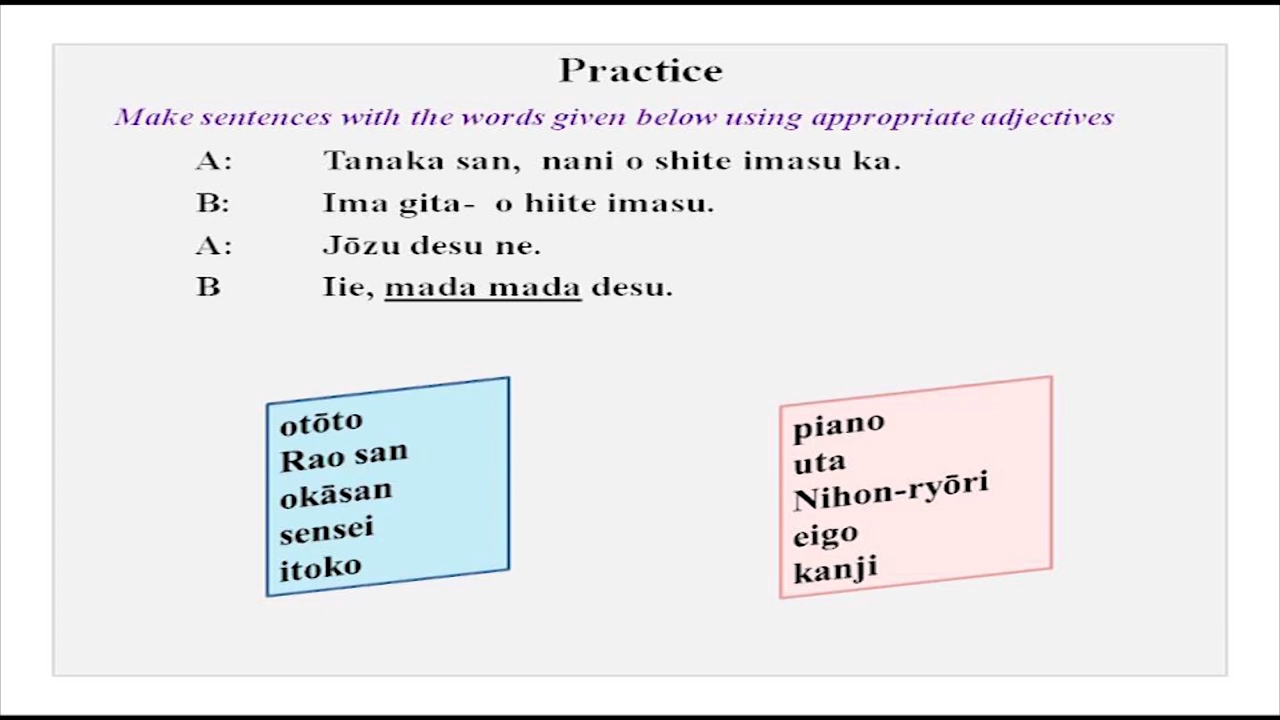 Practice
Make sentences with the words given below using appropriate adjectives
A: Tanaka san, nani o shite imasu ka.
B: Ima gita- o hiite imasu.
A: Jōzu desu ne.
B Iie, mada mada desu.
otōto
Rao san
okāsan
sensei
itoko
piano
uta
Nihon-ryōri
eigo
kanji